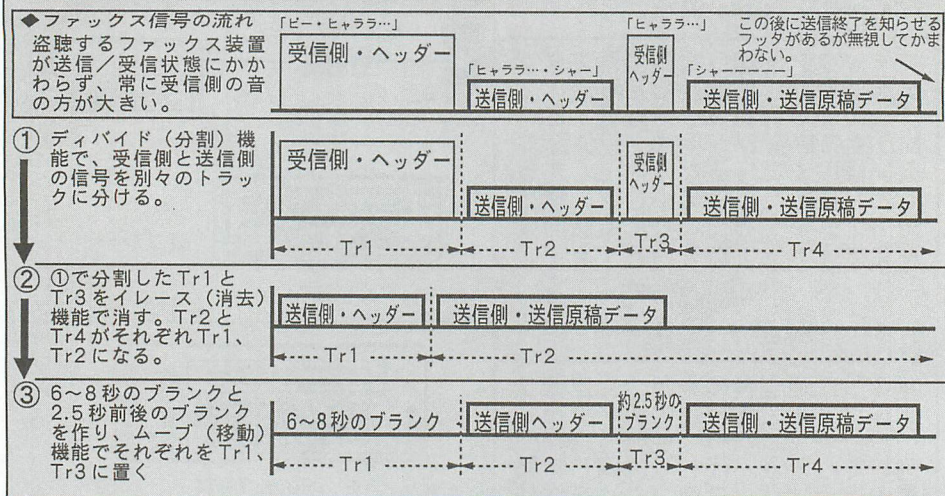 ◆ファックス信号の流れ
盗聴するファックス装置
が送信／受信状態にかか
わらず、常に受信側の音
の方が大きい。
「ピー・ヒャララ…」
受信側・ヘッダー
「ヒャララ…・シャー」
送信側・ヘッダー
「ヒャララ…」
受信側
ヘッダー
この後に送信終了を知らせる
フッタがあるが無視してかま
わない。
「シャーーーーー」
送信側・送信原稿データ
① ディバイド（分割）機
能で、受信側と送信側
の信号を別々のトラッ
クに分ける。
受信側・ヘッダー
送信側・ヘッダー
受信側
ヘッダー
送信側・送信原稿データ
Tr1
Tr2
Tr3
Tr4
② ①で分割したTr1と
Tr3をイレース（消去）
機能で消す。Tr2と
Tr4がそれぞれTr1、
Tr2になる。
送信側・ヘッダー
送信側・送信原稿データ
Tr1
Tr2
③ 6〜8秒のブランクと
2.5秒前後のブランク
を作り、ムーブ（移動）
機能でそれぞれをTr1、
Tr3に置く
6〜8秒のブランク
送信側ヘッダー
約2.5秒の
ブランク
送信側・送信原稿データ
Tr1
Tr2
Tr3
Tr4